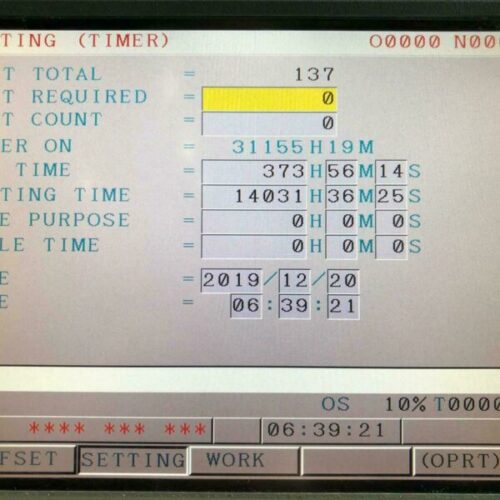 TING (TIMER) O0000 N000
T TOTAL = 137
T REQUIRED = 0
T COUNT = 0
ER ON = 31155H19M
TIME = 373H56M14S
TING TIME = 14031H36M25S
E PURPOSE = 0H 0M 0S
LE TIME = 0H 0M 0S
E = 2019/12/20
E = 06:39:21
OS 10% T0000
**** *** *** 06:39:21
FSET SETTING WORK (OPRT)